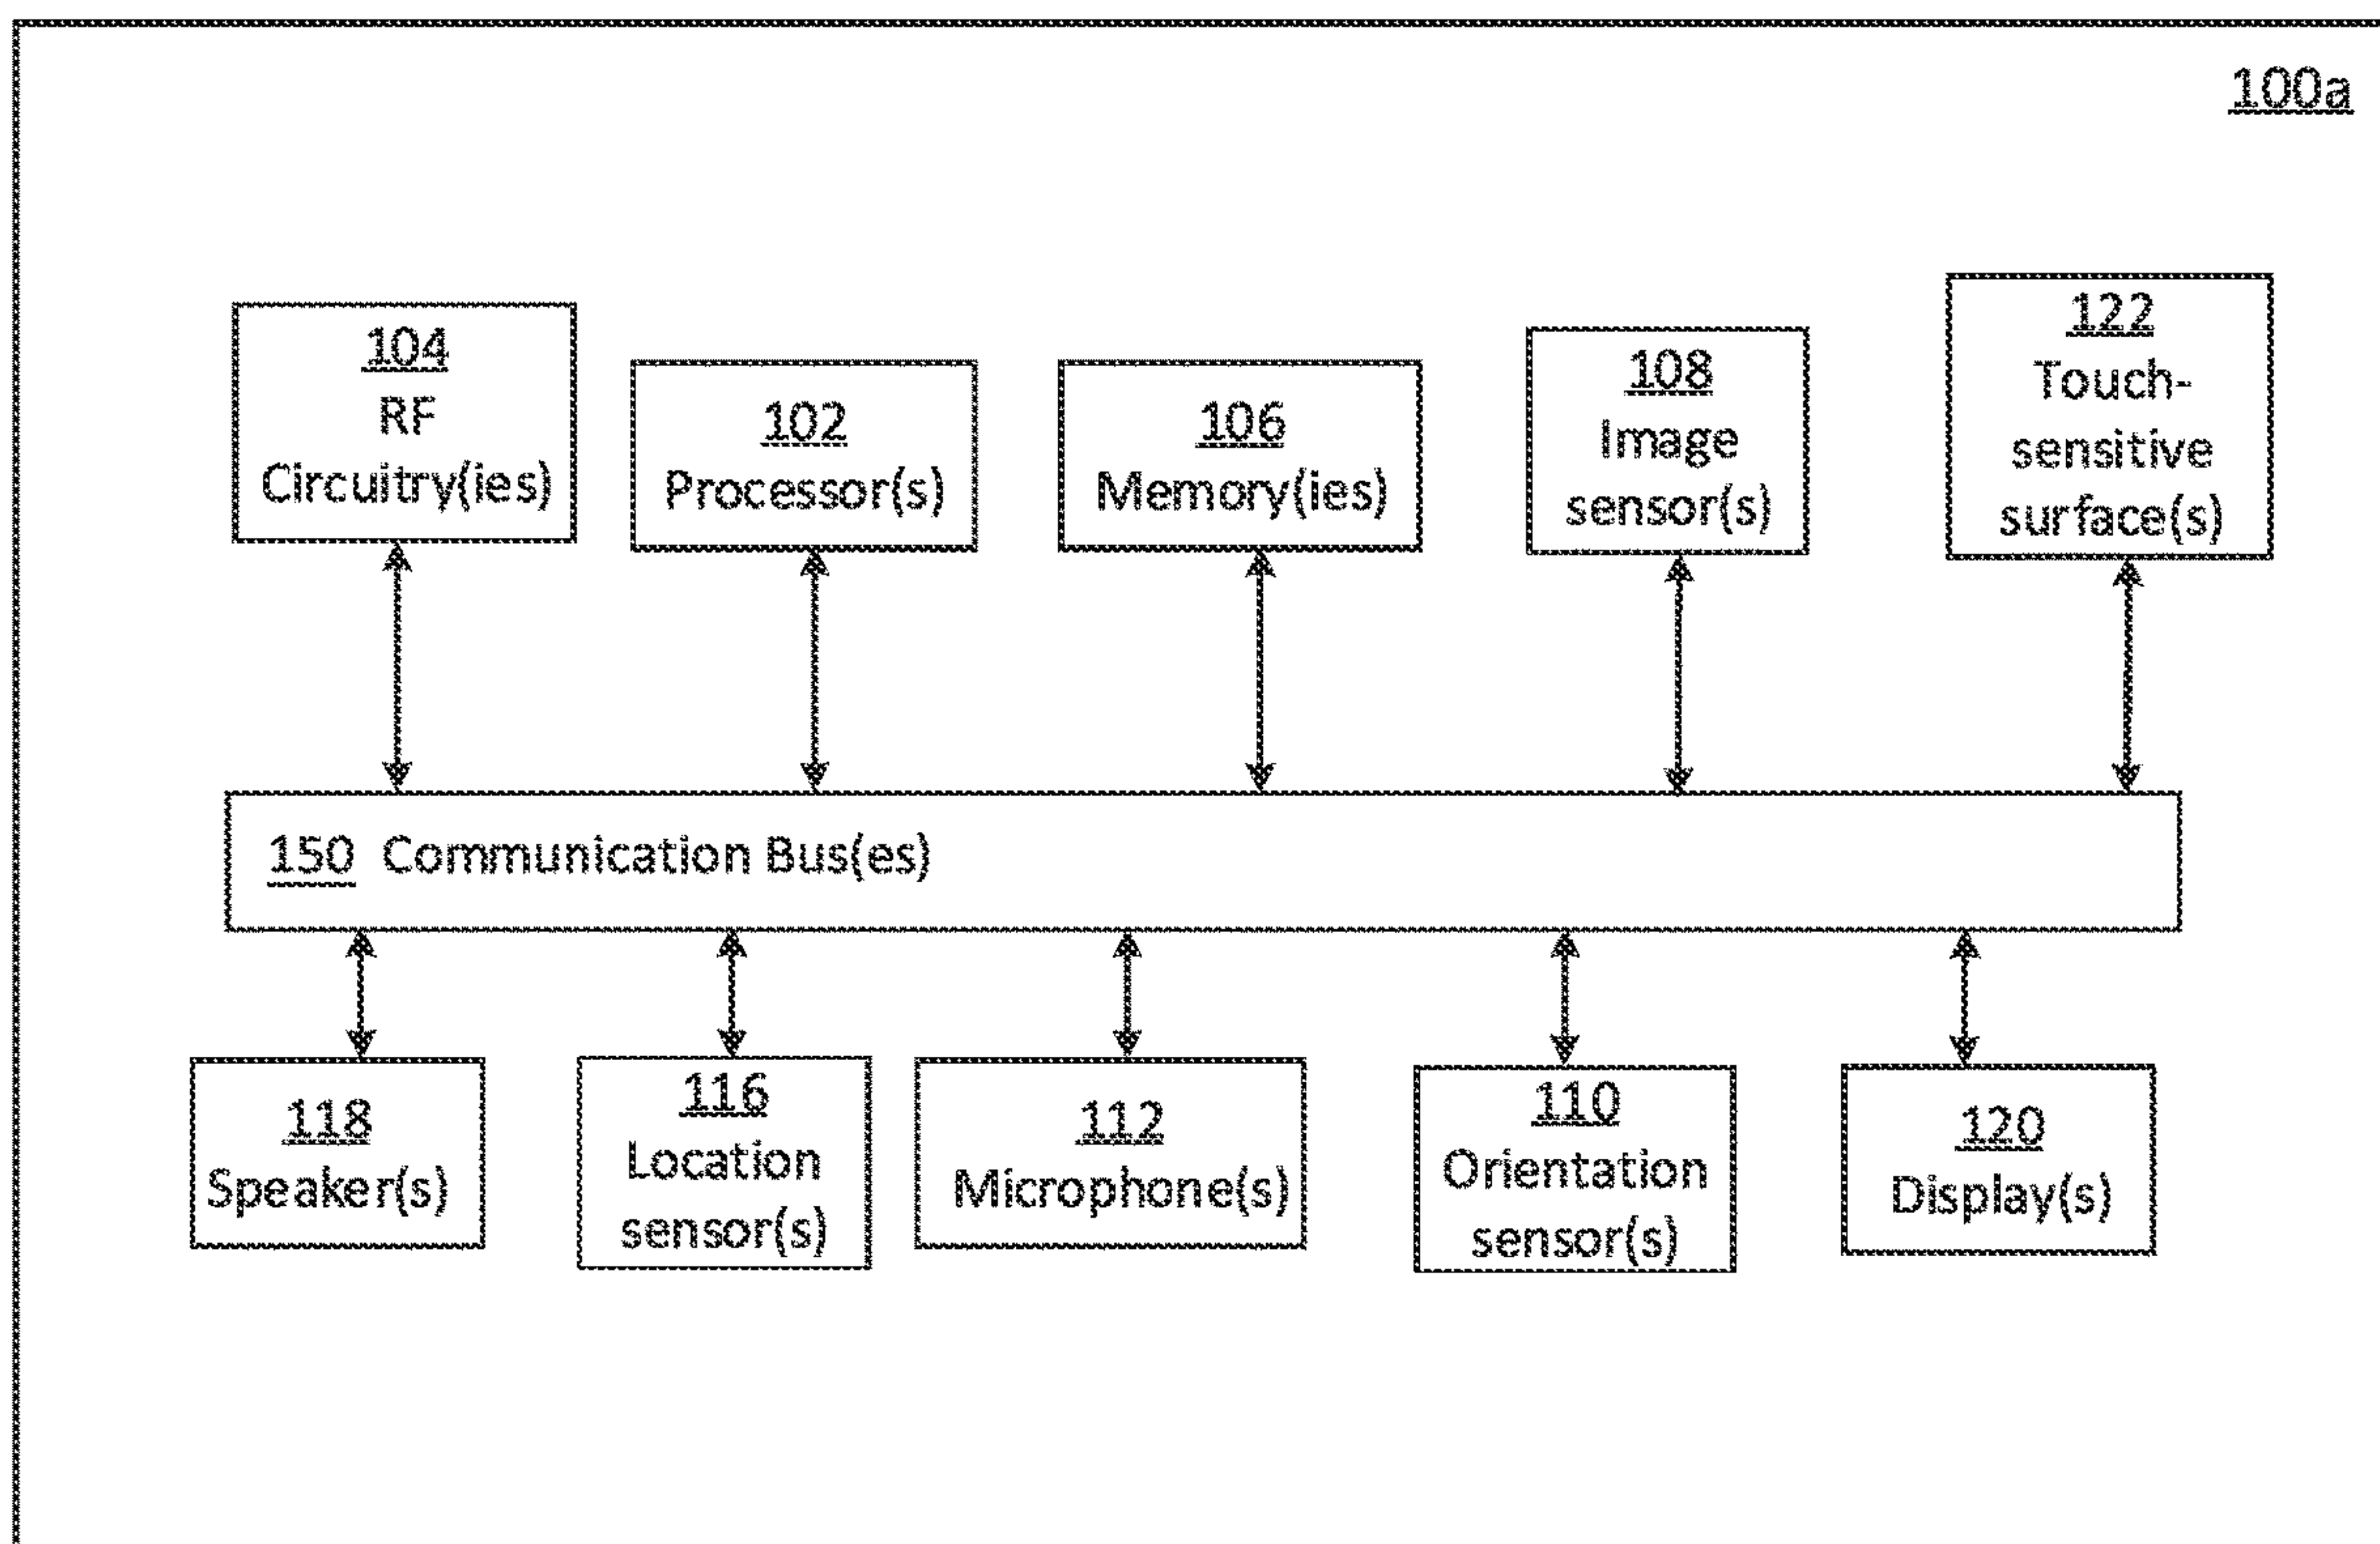 100a
104
RF
Circuitry(ies)
102
Processor(s)
106
Memory(ies)
108
Image
sensor(s)
122
Touch-
sensitive
surface(s)
150 Communication Bus(es)
118
Speaker(s)
116
Location
sensor(s)
112
Microphone(s)
110
Orientation
sensor(s)
120
Display(s)